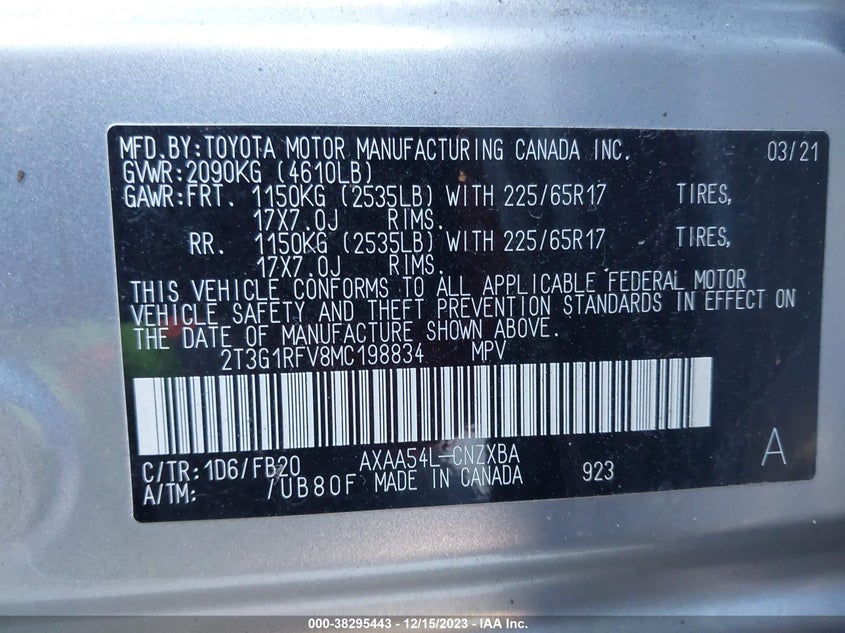 MFD.BY:TOYOTA MOTOR MANUFACTURING CANADA INC. 03/21
GVWR:2090KG (4610LB)
GAWR:FRT. 1150KG (2535LB) WITH 225/65R17 TIRES,
17X7.0J RIMS.
RR. 1150KG (2535LB) WITH 225/65R17 TIRES,
17X7.0J RIMS.
THIS VEHICLE CONFORMS TO ALL APPLICABLE FEDERAL MOTOR
VEHICLE SAFETY AND THEFT PREVENTION STANDARDS IN EFFECT ON
THE DATE OF MANUFACTURE SHOWN ABOVE.
2T3G1RFV8MC198834 MPV
C/TR:1D6/FB20 AXAA54L-CNZXBA A
A/TM: /UB80F MADE IN CANADA 923
000-38295443 - 12/15/2023 - IAA Inc.